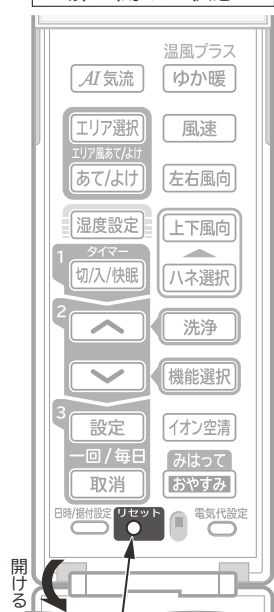 温風プラス
AI 気流
ゆか暖
エリア選択
風速
エリア風あて/よけ
あて/よけ
左右風向
湿度設定
上下風向
1 タイマー
切/入/快眠
ハネ選択
2
洗浄
機能選択
3
設定
イオン空清
一回/毎日
みはって
取消
おやすみ
日時/据付設定
リセット
電気代設定
開ける